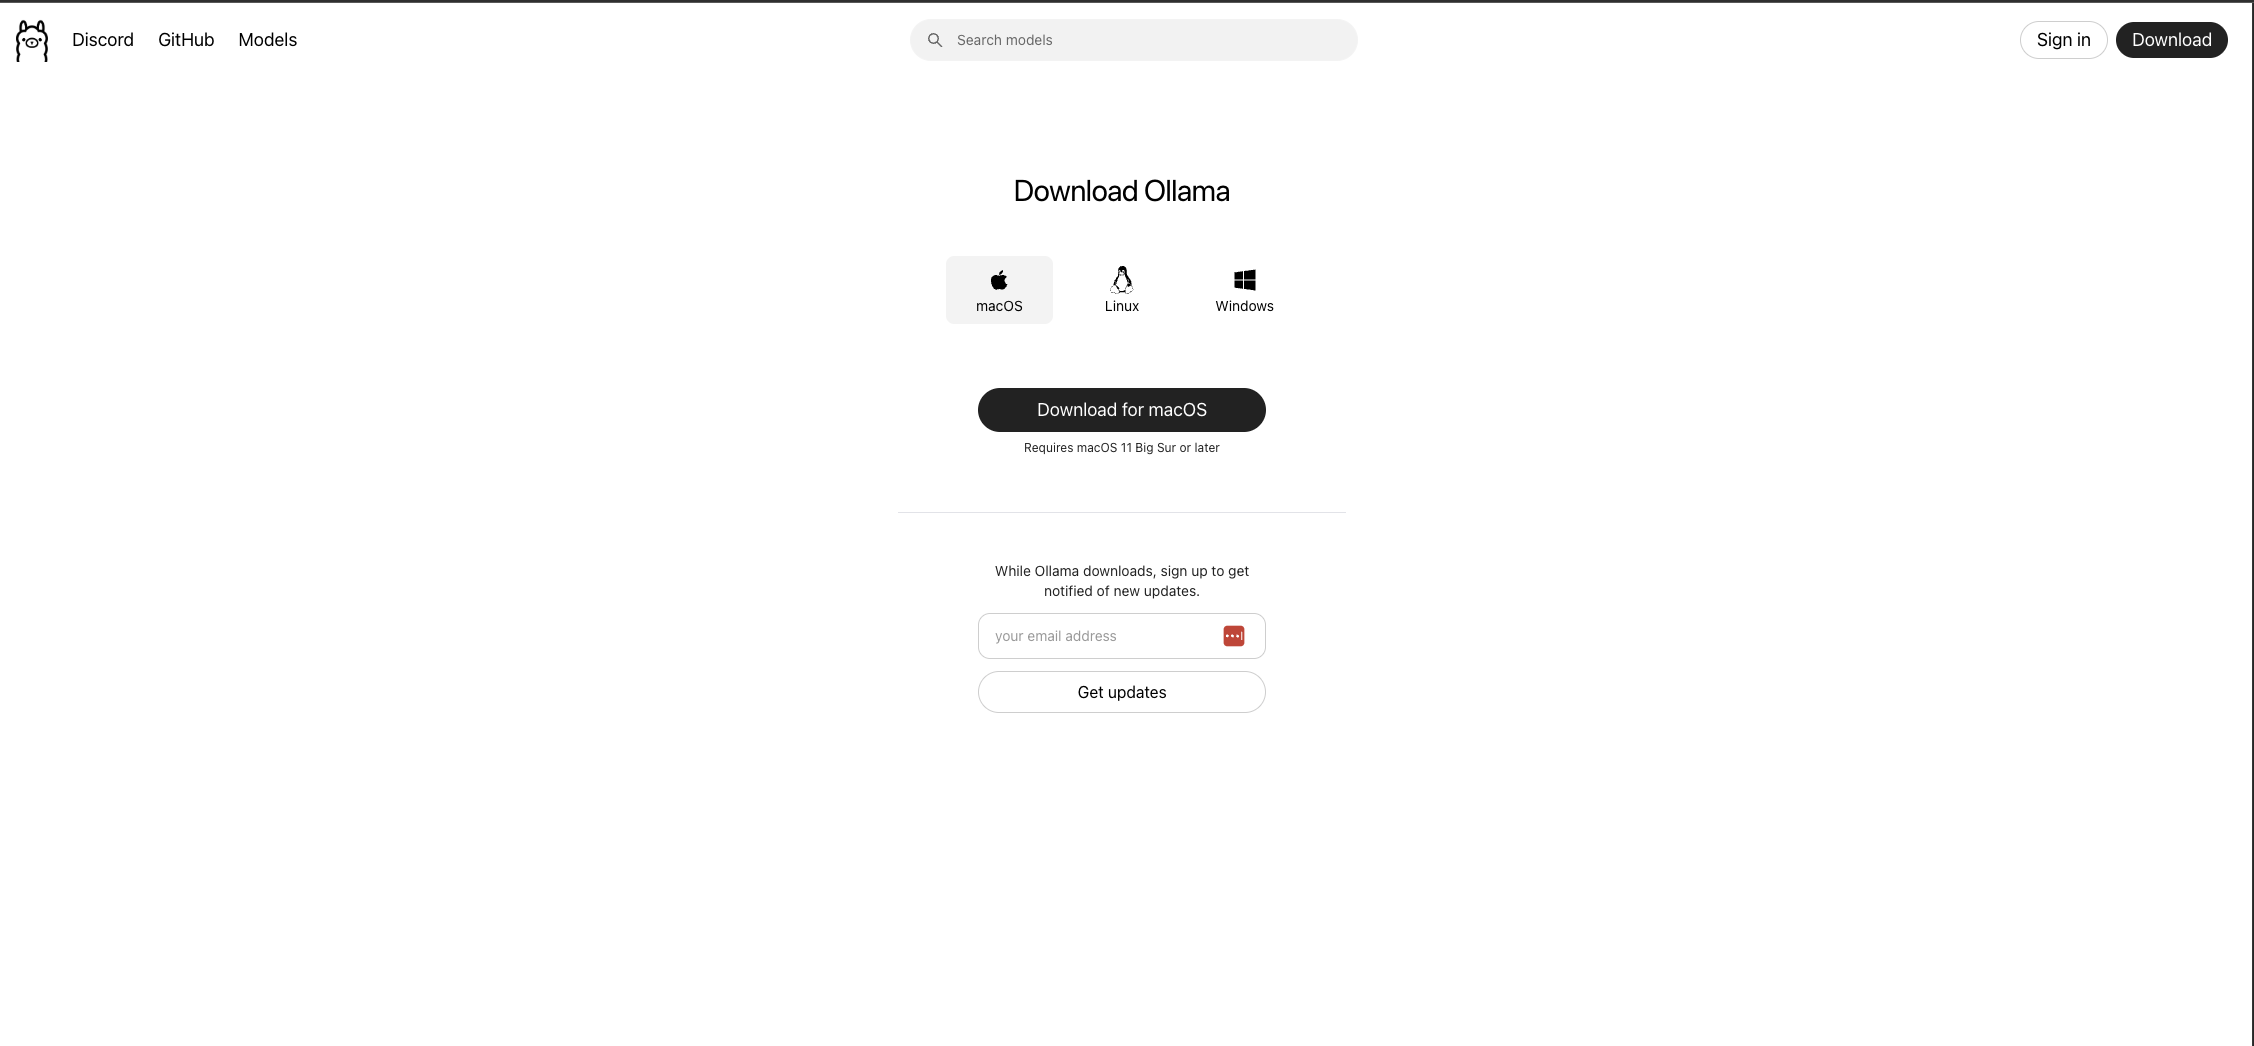 Discord
GitHub
Models
Search models
Sign in
Download
Download Ollama
macOS
Linux
Windows
Download for macOS
Requires macOS 11 Big Sur or later
While Ollama downloads, sign up to get
notified of new updates.
your email address
Get updates